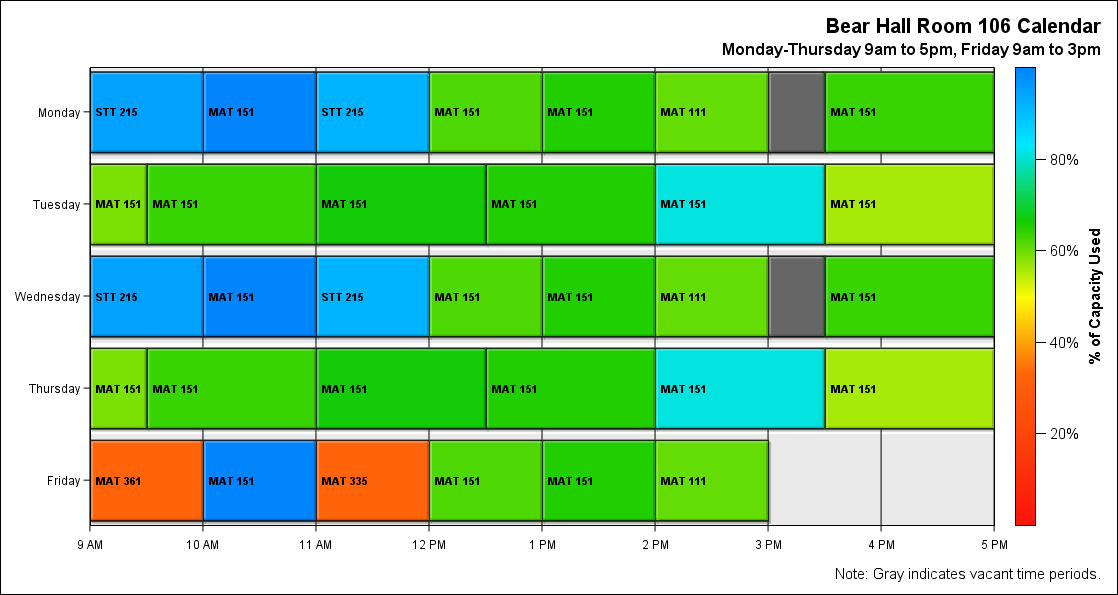 Bear Hall Room 106 Calendar
Monday-Thursday 9am to 5pm, Friday 9am to 3pm
Monday STT 215 MAT 151 STT 215 MAT 151 MAT 151 MAT 111 MAT 151
Tuesday MAT 151 MAT 151 MAT 151 MAT 151 MAT 151 MAT 151
Wednesday STT 215 MAT 151 STT 215 MAT 151 MAT 151 MAT 111 MAT 151
Thursday MAT 151 MAT 151 MAT 151 MAT 151 MAT 151 MAT 151
Friday MAT 361 MAT 151 MAT 335 MAT 151 MAT 151 MAT 111
9 AM 10 AM 11 AM 12 PM 1 PM 2 PM 3 PM 4 PM 5 PM
80%
60%
40%
20%
% of Capacity Used
Note: Gray indicates vacant time periods.